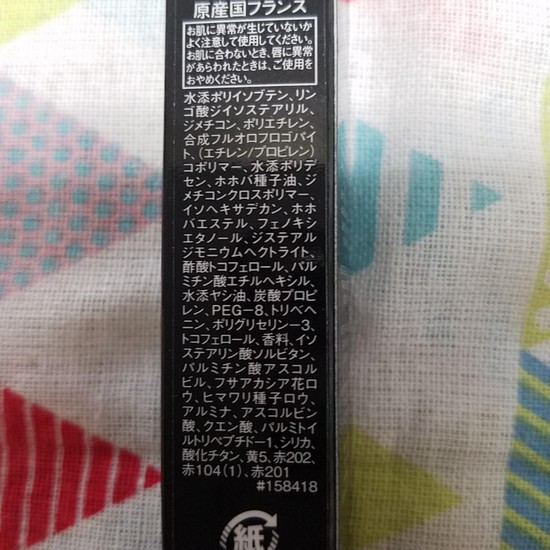 原産国フランス
お肌に異常が生じていないか
よく注意して使用してください。
お肌に合わないとき、唇に異常
があらわれたときは、ご使用を
おやめください。
水添ポリイソブテン、リン
ゴ酸ジイソステアリル、
ジメチコン、ポリエチレン、
合成フルオロフロゴパイ
ト、(エチレン/プロピレン)
コポリマー、水添ポリデ
セン、ホホバ種子油、ジ
メチコンクロスポリマー、
イソヘキサデカン、ホホ
バエステル、フェノキシ
エタノール、ジステアル
ジモニウムヘクトライト、
酢酸トコフェロール、パル
ミチン酸エチルヘキシル、
水添ヤシ油、炭酸プロピ
レン、PEG-8、トリベヘ
ニン、ポリグリセリン-3、
トコフェロール、香料、イソ
ステアリン酸ソルビタン、
パルミチン酸アスコル
ビル、フサアカシア花ロ
ウ、ヒマワリ種子ロウ、
アルミナ、アスコルビン
酸、クエン酸、パルミトイ
ルトリペプチド-1、シリカ、
酸化チタン、黄5、赤202、
赤104(1)、赤201
#158418
紙